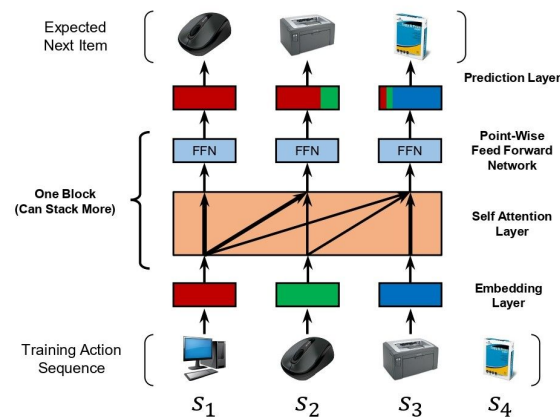 Expected
Next Item
Prediction Layer
FFN
FFN
FFN
Point-Wise
Feed Forward
Network
One Block
(Can Stack More)
Self Attention
Layer
Embedding
Layer
Training Action
Sequence
S1
S2
S3
S4